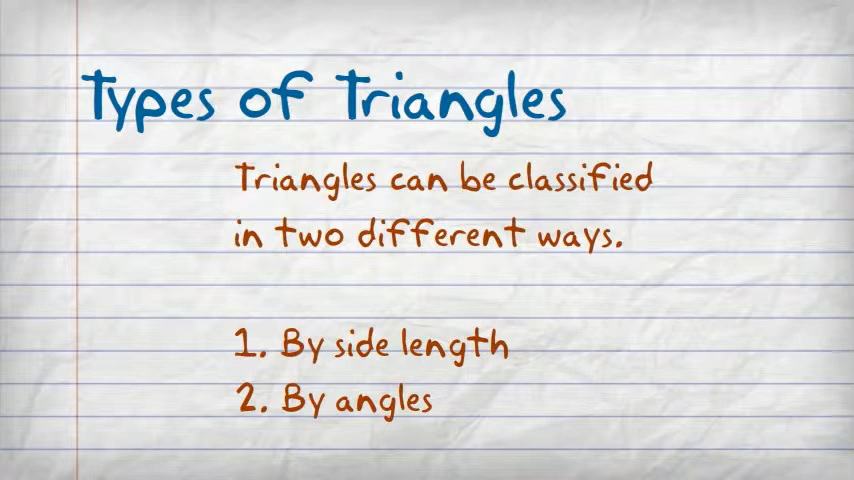 Types of Triangles
Triangles can be classified
in two different ways.
1. By side length
2. By angles